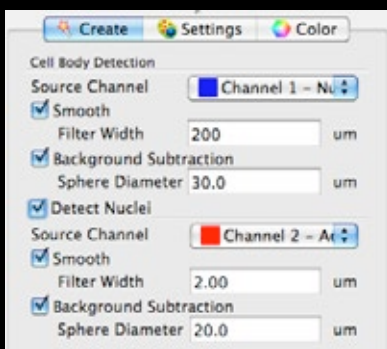 Create Settings Color
Cell Body Detection
Source Channel Channel 1 - Nu
Smooth
Filter Width 200 um
Background Subtraction
Sphere Diameter 30.0 um
Detect Nuclei
Source Channel Channel 2 - Ac
Smooth
Filter Width 2.00 um
Background Subtraction
Sphere Diameter 20.0 um